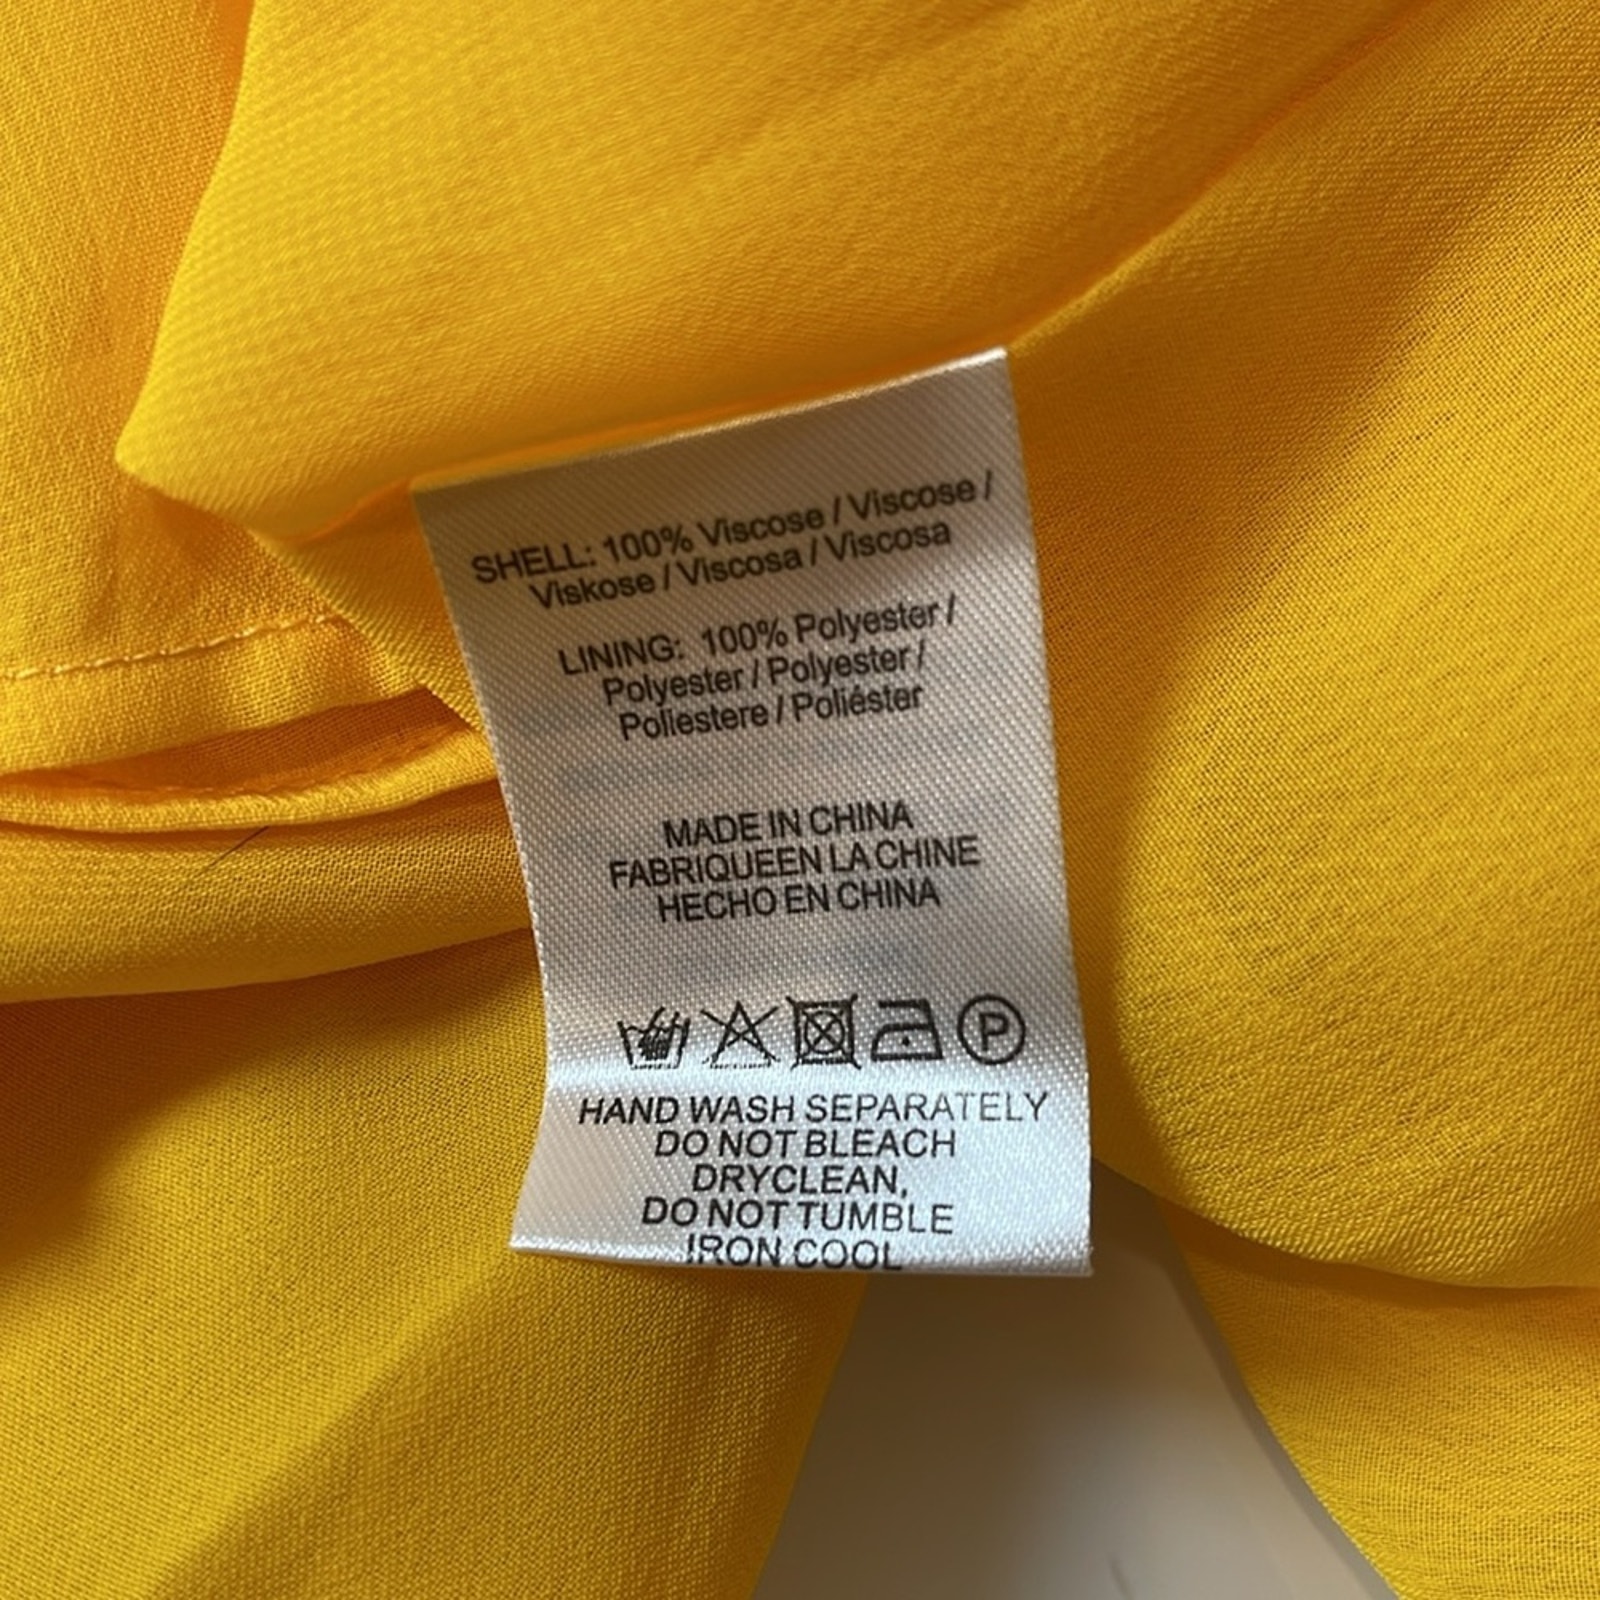 SHELL: 100% Viscose / Viscose /
Viskose / Viscosa / Viscosa
LINING: 100% Polyester /
Polyester / Polyester /
Poliestere / Poliéster
MADE IN CHINA
FABRIQUEEN LA CHINE
HECHO EN CHINA
P
HAND WASH SEPARATELY
DO NOT BLEACH
DRYCLEAN,
DO NOT TUMBLE
IRON COOL